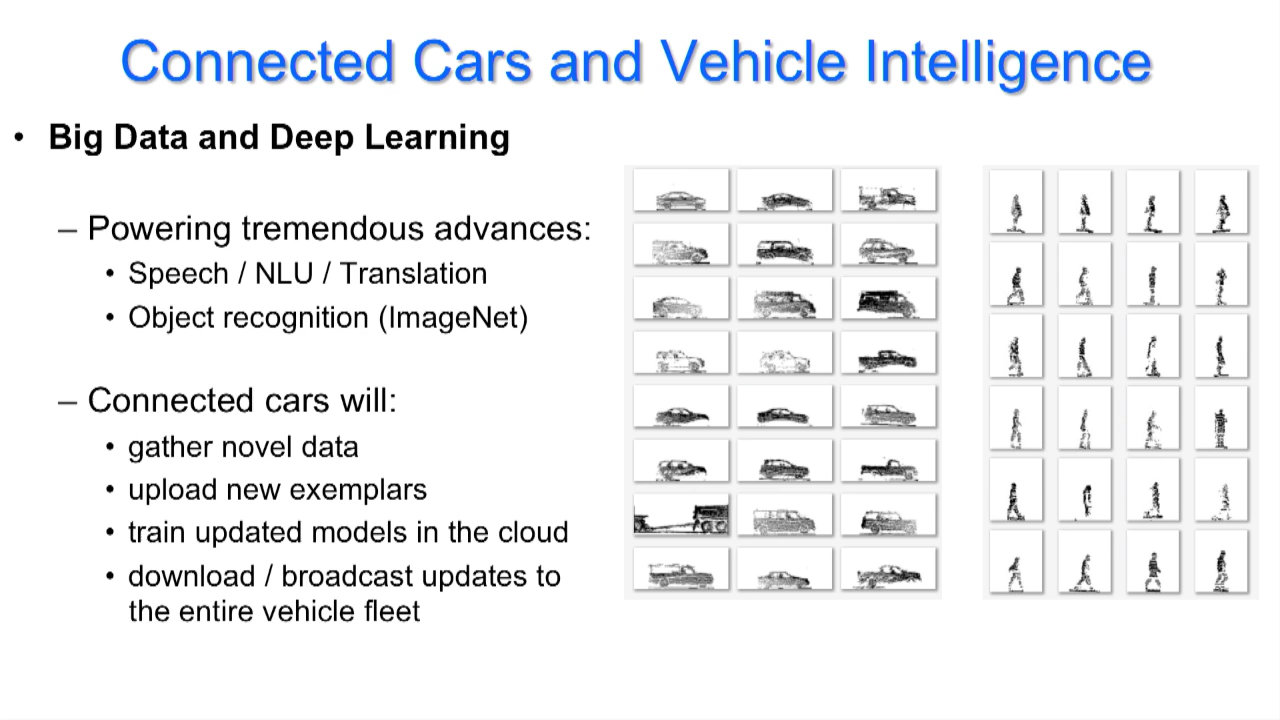 Connected Cars and Vehicle Intelligence
• Big Data and Deep Learning
– Powering tremendous advances:
• Speech / NLU / Translation
• Object recognition (ImageNet)
– Connected cars will:
• gather novel data
• upload new exemplars
• train updated models in the cloud
• download / broadcast updates to
the entire vehicle fleet